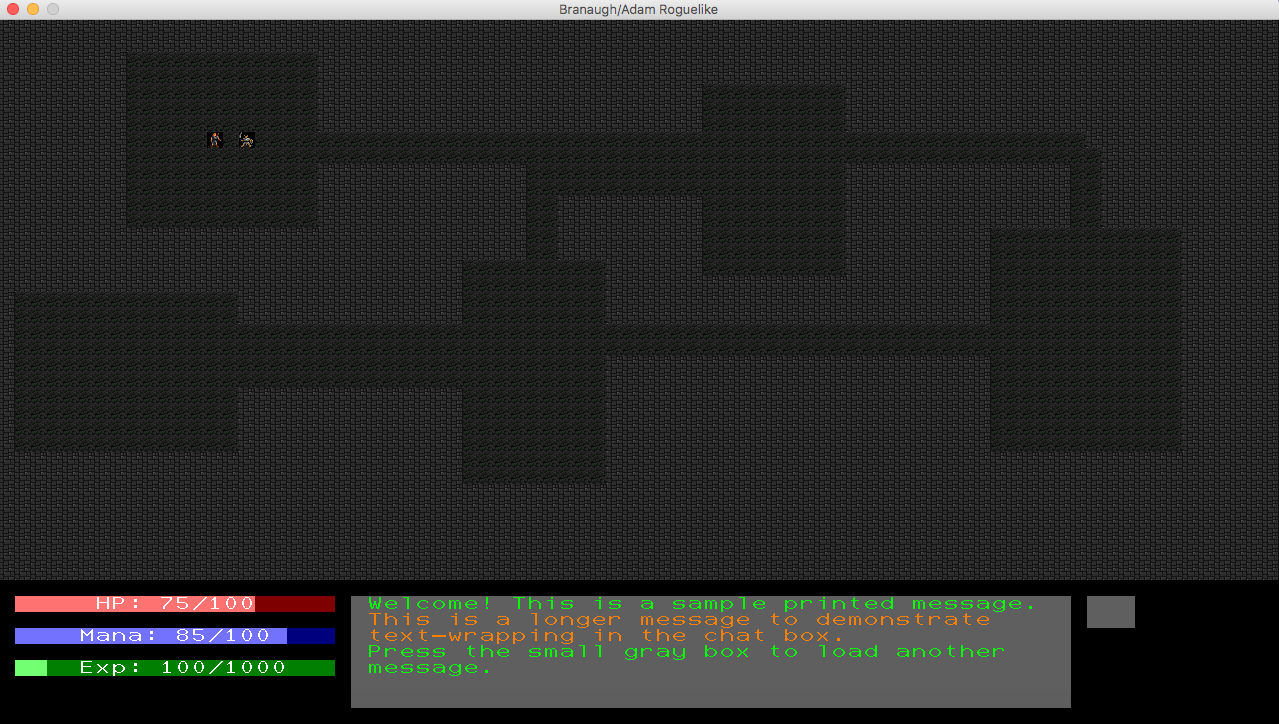 Branaugh/Adam Roguelike
HP: 75/100
Mana: 85/100
Exp: 100/1000
Welcome! This is a sample printed message.
This is a longer message to demonstrate
text-wrapping in the chat box.
Press the small gray box to load another
message.